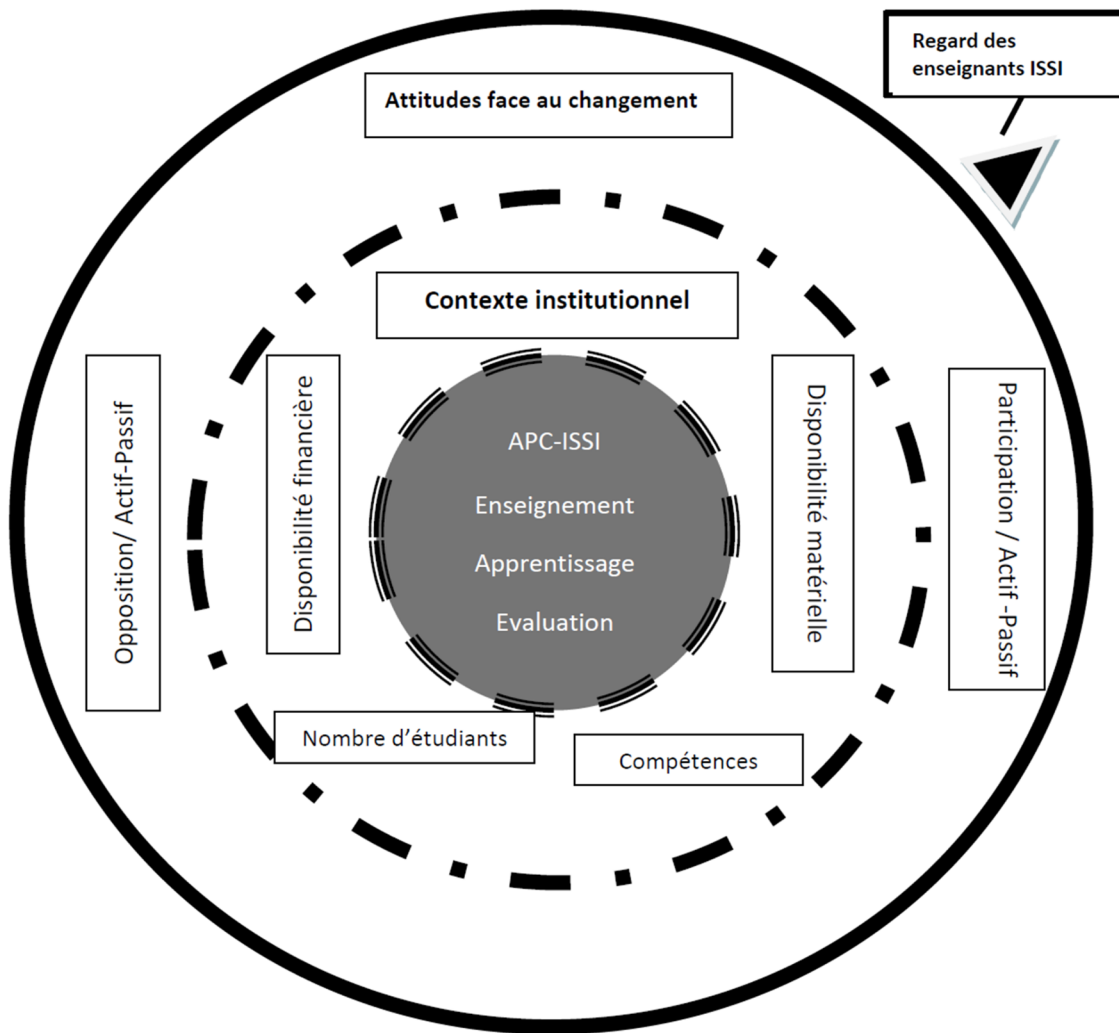 Regard des
enseignants ISSI
Attitudes face au changement
Contexte institutionnel
Opposition/ Actif-Passif
Disponibilité financière
APC-ISSI
Enseignement
Apprentissage
Evaluation
Disponibilité matérielle
Participation / Actif -Passif
Nombre d’étudiants
Compétences